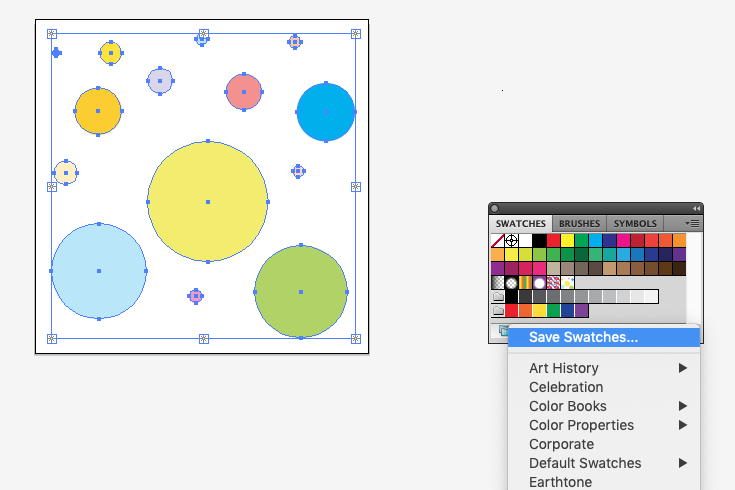 SWATCHES BRUSHES SYMBOLS
Save Swatches...
Art History
Celebration
Color Books
Color Properties
Corporate
Default Swatches
Earthtone